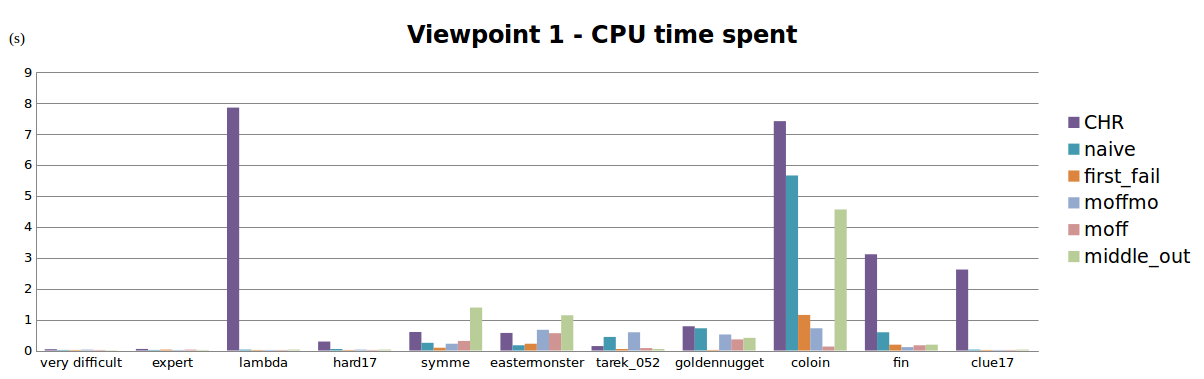 Viewpoint 1 - CPU time spent
(s)
9
8
7
6
5
4
3
2
1
0
very difficult expert lambda hard17 symme eastemonster tarek_052 goldennugget coloin fin clue17
CHR
naive
first_fail
moffmo
moff
middle_out